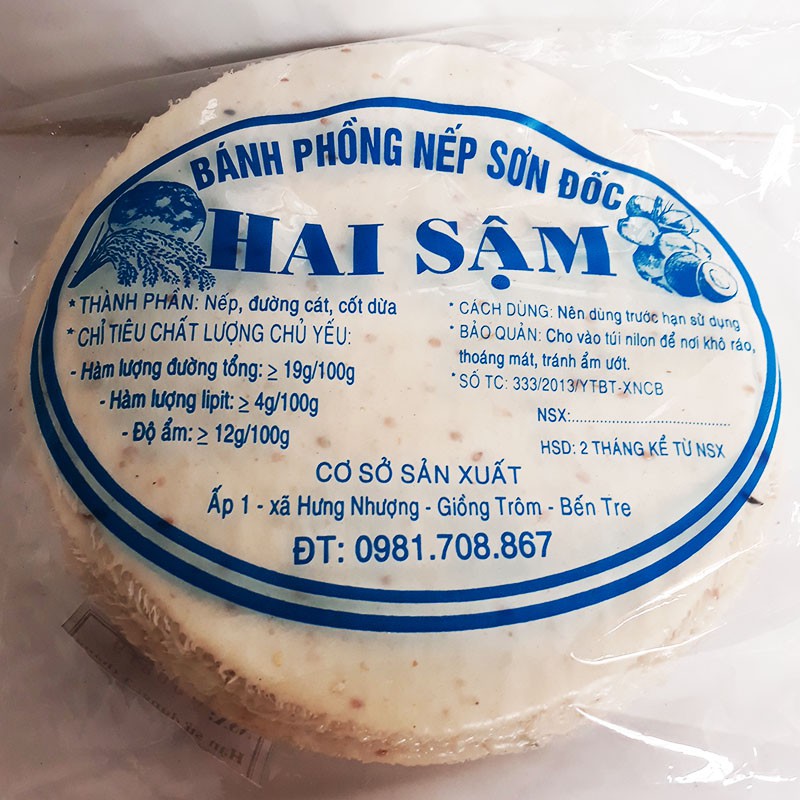 BÁNH PHỒNG NẾP SƠN ĐỐC
HAI SẬM
* THÀNH PHẦN: Nếp, đường cát, cốt dừa
* CHỈ TIÊU CHẤT LƯỢNG CHỦ YẾU:
- Hàm lượng đường tổng: ≥ 19g/100g
- Hàm lượng lipit: ≥ 4g/100g
- Độ ẩm: ≥ 12g/100g
* CÁCH DÙNG: Nên dùng trước hạn sử dụng
* BẢO QUẢN: Cho vào túi nilon để nơi khô ráo,
thoáng mát, tránh ẩm ướt.
* SỐ TC: 333/2013/YTBT-XNCB
NSX:........................
HSD: 2 THÁNG KỂ TỪ NSX
CƠ SỞ SẢN XUẤT
Ấp 1 - xã Hưng Nhượng - Giồng Trôm - Bến Tre
ĐT: 0981.708.867